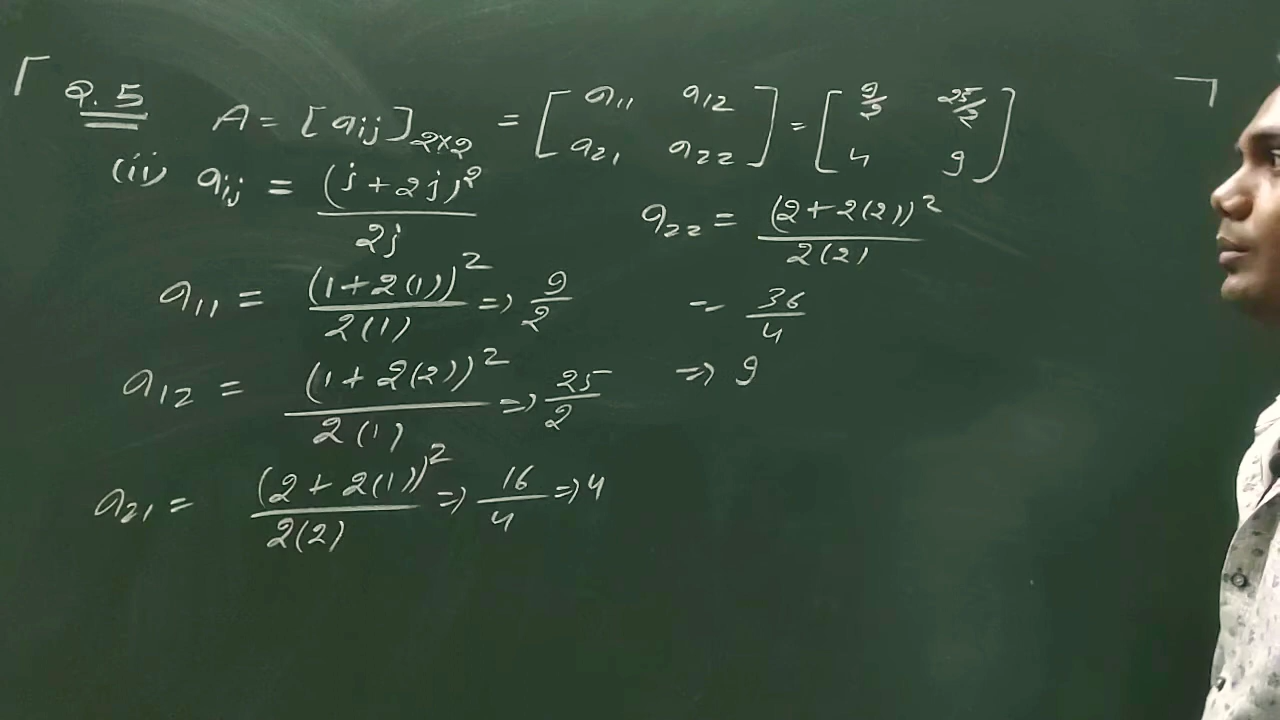 Q.5 A = [aij]2×2 = [ a11 a12 ] = [ 9/2 25/2 ]
[ a21 a22 ] [ 4 9 ]
(ii) aij = (i + 2j)² / 2j
a11 = (1+2(1))² / 2(1) => 9/2
a12 = (1+2(2))² / 2(1) => 25/2
a21 = (2+2(1))² / 2(2) => 16/4 => 4
a22 = (2+2(2))² / 2(2)
=> 36/4
=> 9